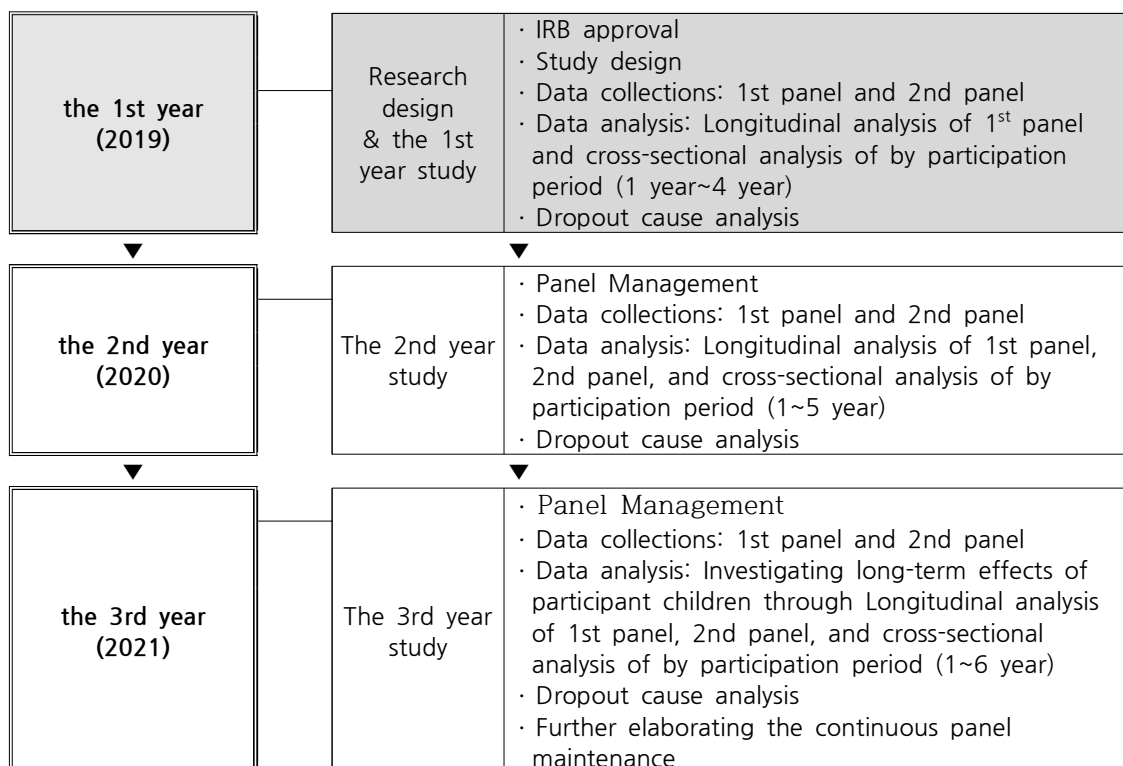 the 1st year
(2019)
Research
design
& the 1st
year study
· IRB approval
· Study design
· Data collections: 1st panel and 2nd panel
· Data analysis: Longitudinal analysis of 1st panel
and cross-sectional analysis of by participation
period (1 year~4 year)
· Dropout cause analysis
▼ ▼
the 2nd year
(2020)
The 2nd year
study
· Panel Management
· Data collections: 1st panel and 2nd panel
· Data analysis: Longitudinal analysis of 1st panel,
2nd panel, and cross-sectional analysis of by
participation period (1~5 year)
· Dropout cause analysis
▼ ▼
the 3rd year
(2021)
The 3rd year
study
· Panel Management
· Data collections: 1st panel and 2nd panel
· Data analysis: Investigating long-term effects of
participant children through Longitudinal analysis
of 1st panel, 2nd panel, and cross-sectional
analysis of by participation period (1~6 year)
· Dropout cause analysis
· Further elaborating the continuous panel
maintenance